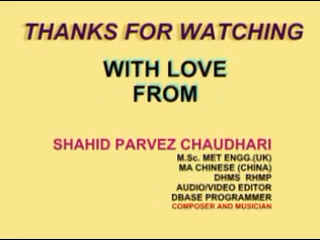 THANKS FOR WATCHING
WITH LOVE
FROM
SHAHID PARVEZ CHAUDHARI
M.Sc. MET ENGG.(UK)
MA CHINESE (CHINA)
DHMS RHMP
AUDIO/VIDEO EDITOR
DBASE PROGRAMMER
COMPOSER AND MUSICIAN